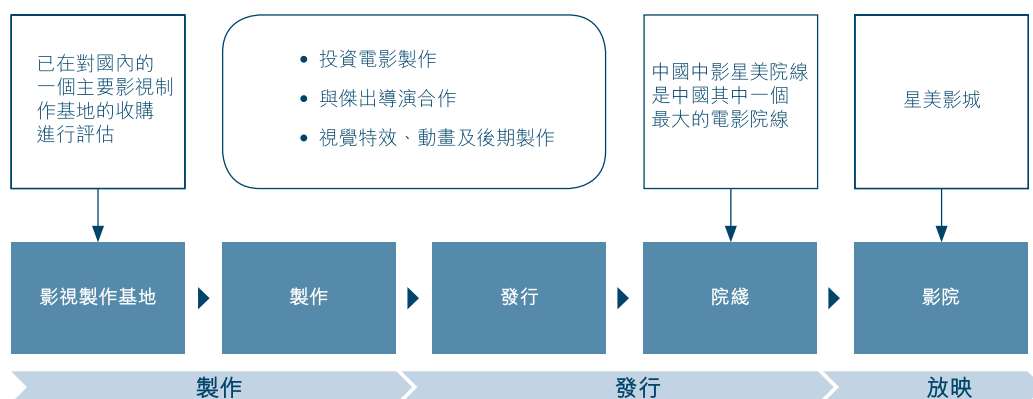 已在對國內的
一個主要影視制
作基地的收購
進行評估
• 投資電影製作
• 與傑出導演合作
• 視覺特效、動畫及後期製作
中國中影星美院線
是中國其中一個
最大的電影院線
星美影城
影視製作基地
製作
發行
院綫
影院
製作
發行
放映